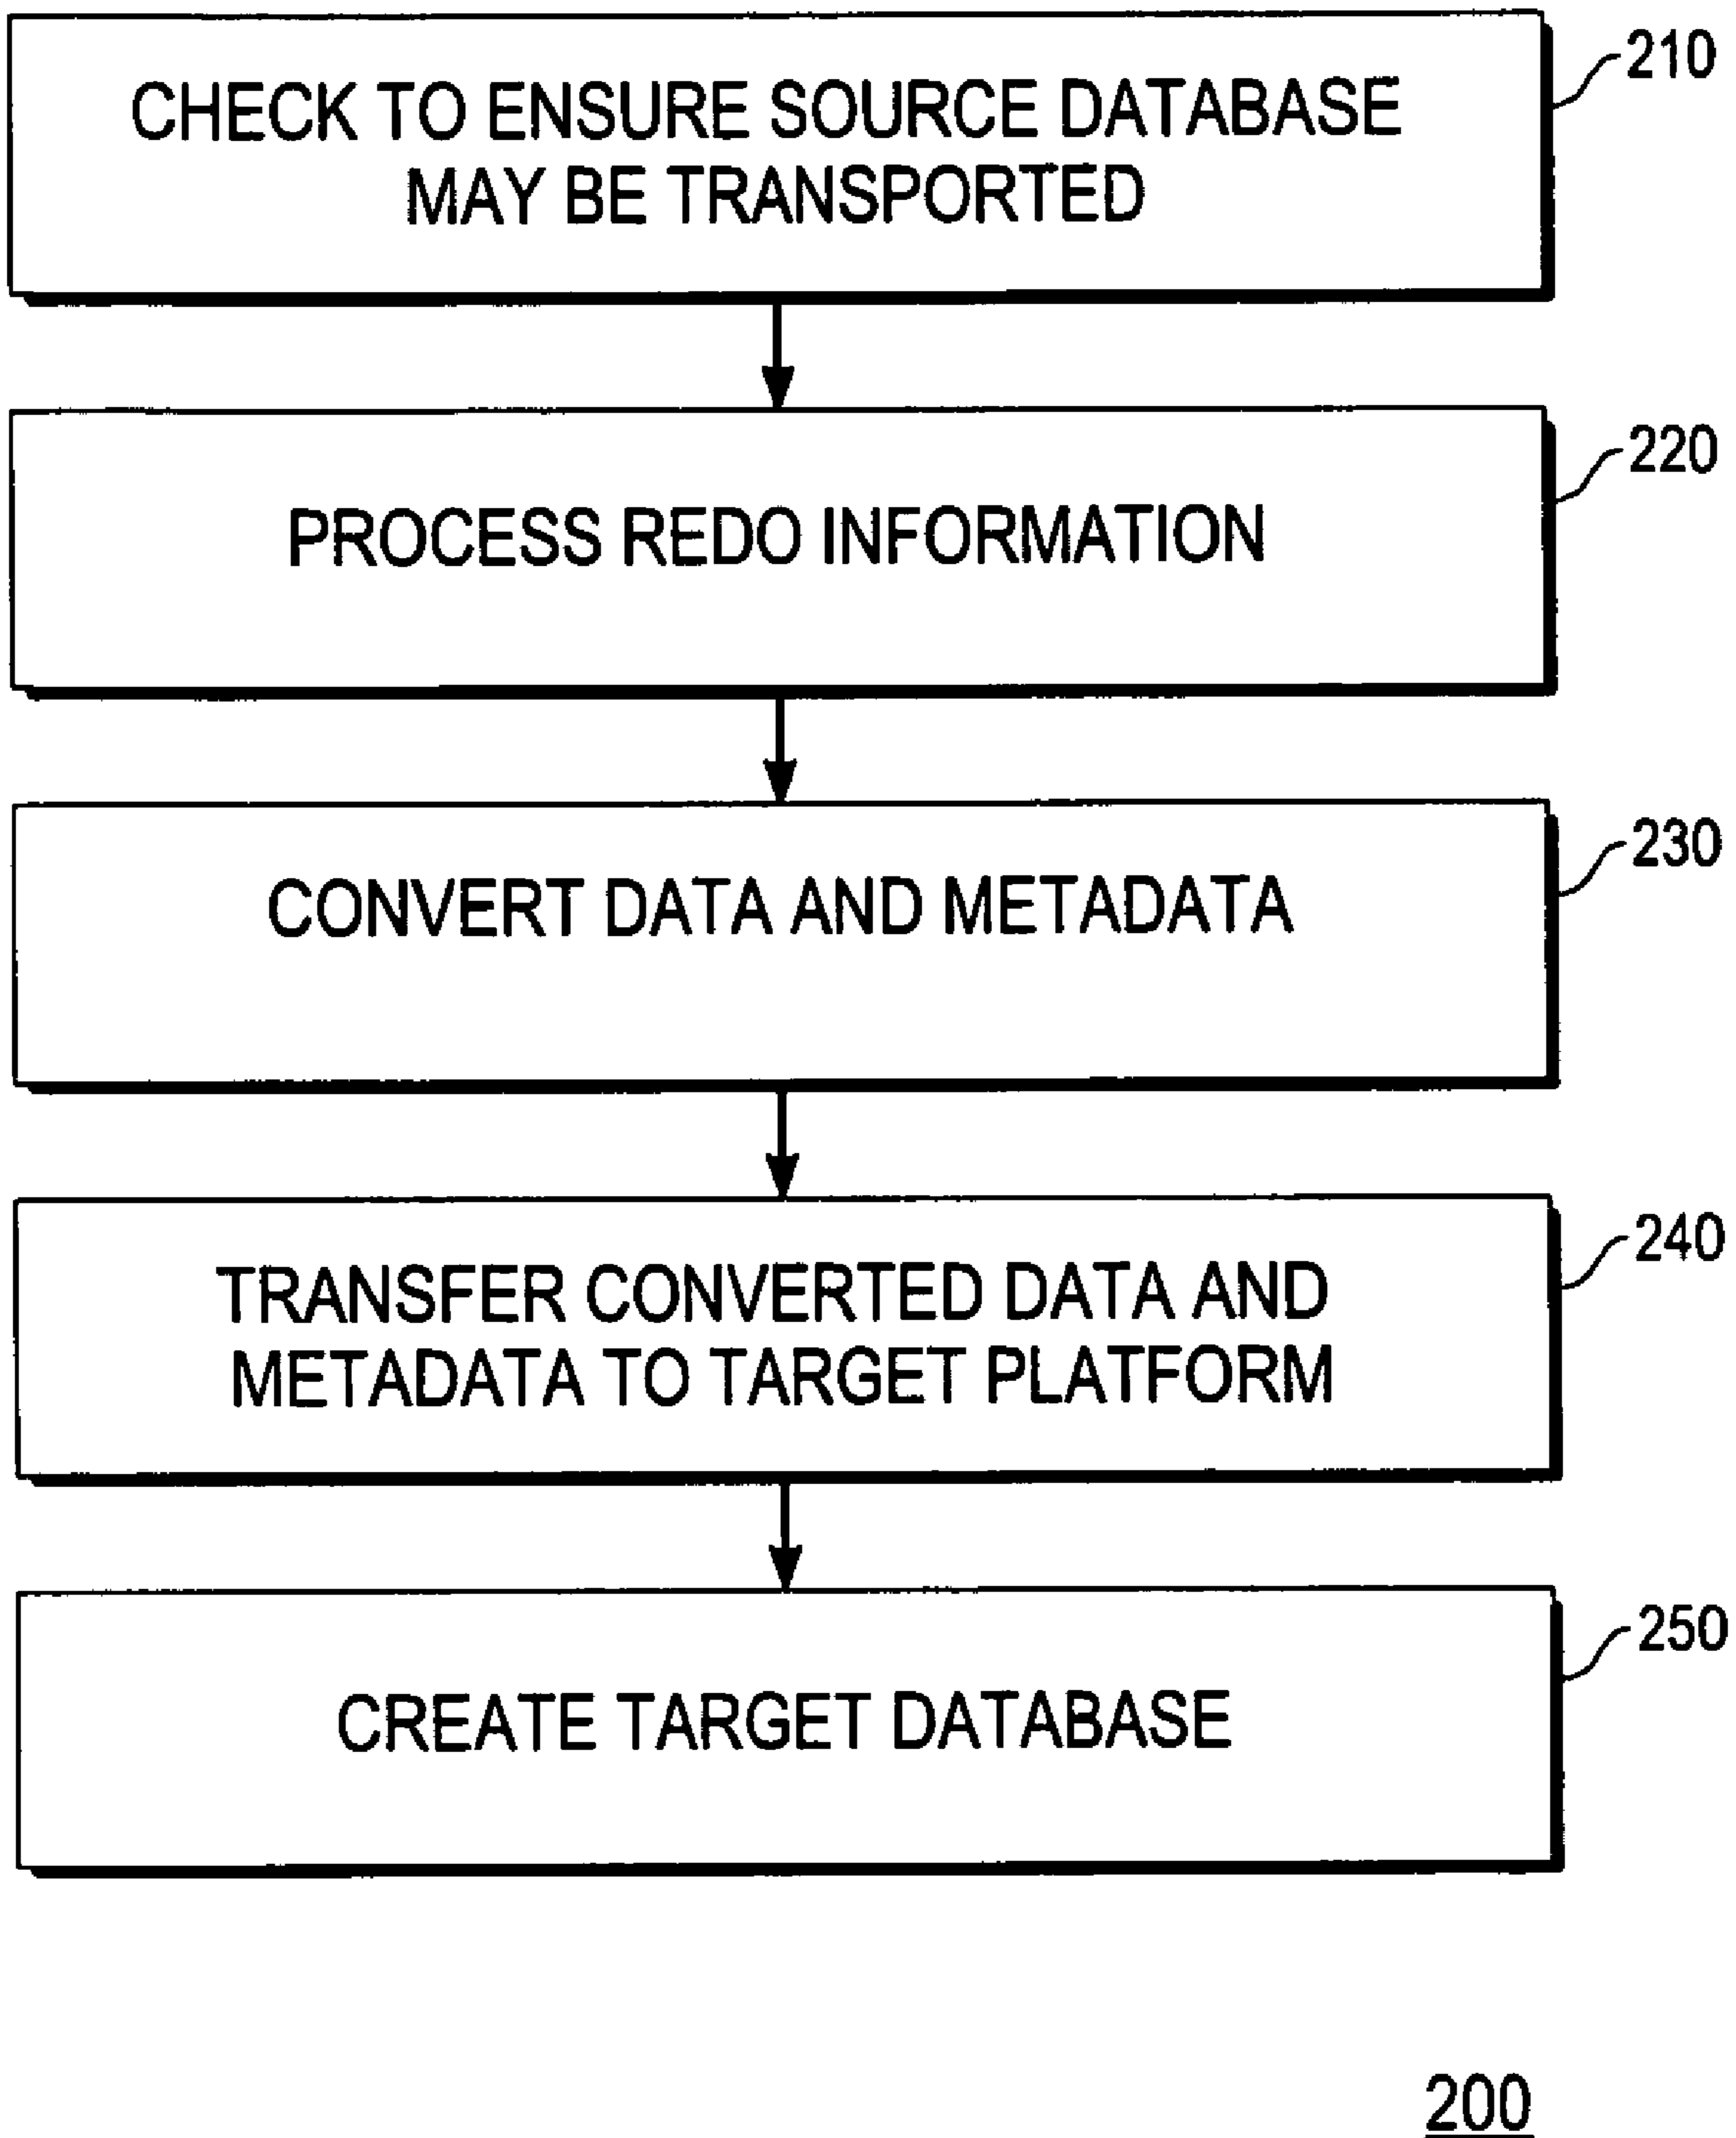 210
CHECK TO ENSURE SOURCE DATABASE
MAY BE TRANSPORTED
220
PROCESS REDO INFORMATION
230
CONVERT DATA AND METADATA
240
TRANSFER CONVERTED DATA AND
METADATA TO TARGET PLATFORM
250
CREATE TARGET DATABASE
200